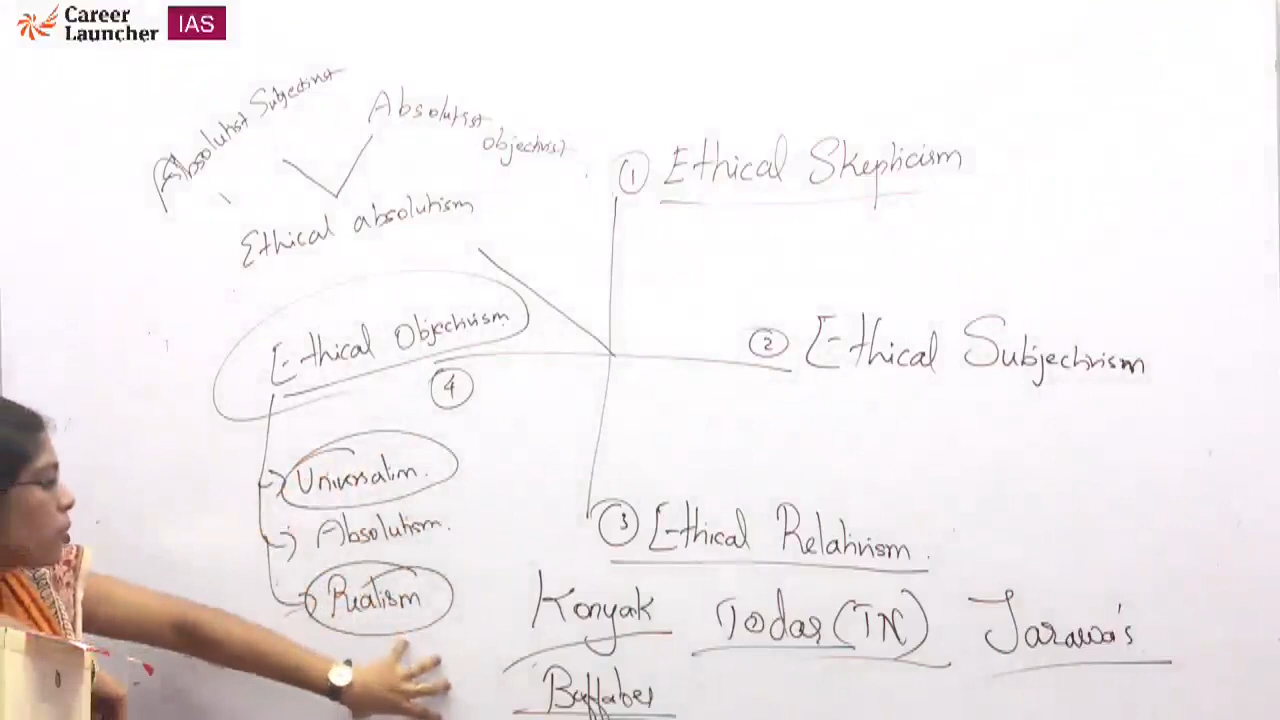 Career
Launcher
IAS
Absolutist Subjectivist
Absolutist
Objectivist
Ethical absolutism
① Ethical Skepticism
Ethical Objectivism
④
② Ethical Subjectivism
Universalim.
Absolutism.
Realism
③ Ethical Relativism.
Konyak
Todas (TN)
Jarawa's